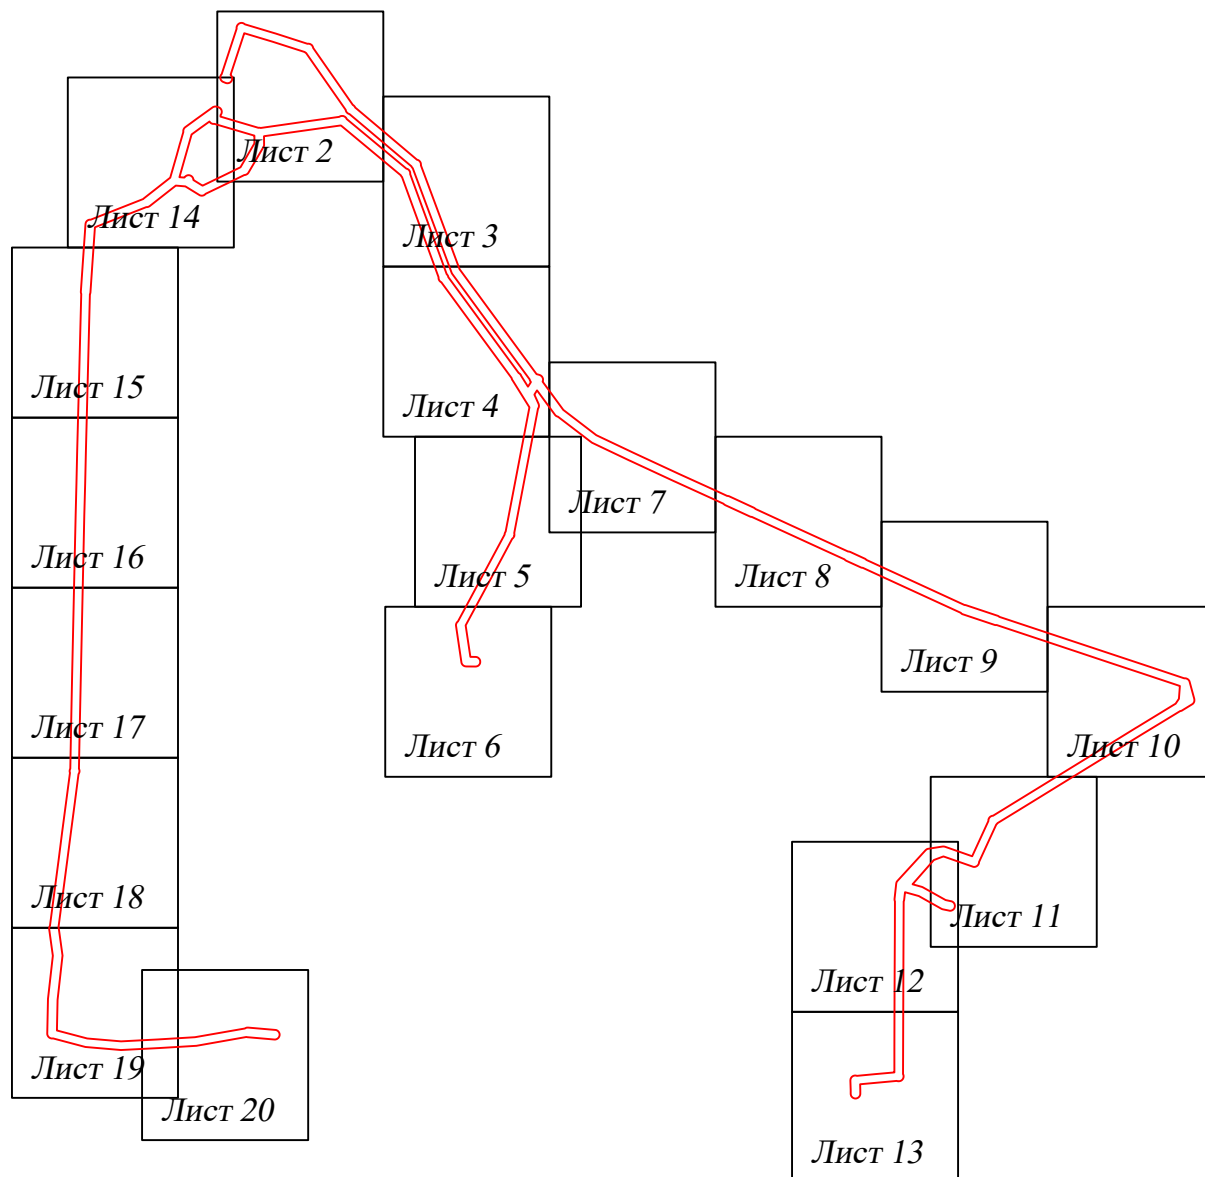 Лист 2
Лист 14
Лист 3
Лист 15
Лист 4
Лист 7
Лист 16
Лист 5
Лист 8
Лист 9
Лист 17
Лист 6
Лист 10
Лист 18
Лист 11
Лист 12
Лист 19
Лист 20
Лист 13